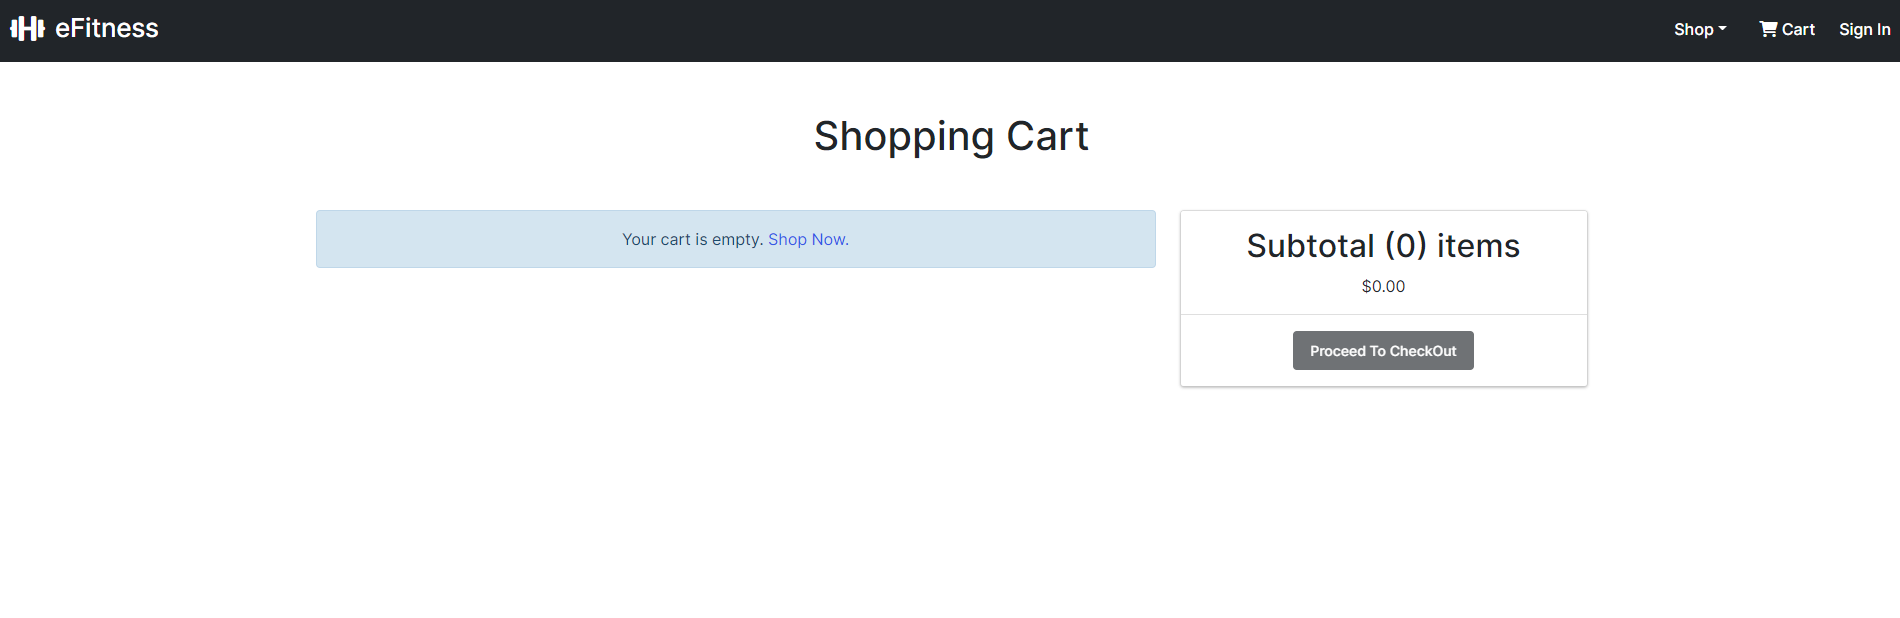 eFitness
Shop
Cart
Sign In
Shopping Cart
Your cart is empty. Shop Now.
Subtotal (0) items
$0.00
Proceed To CheckOut